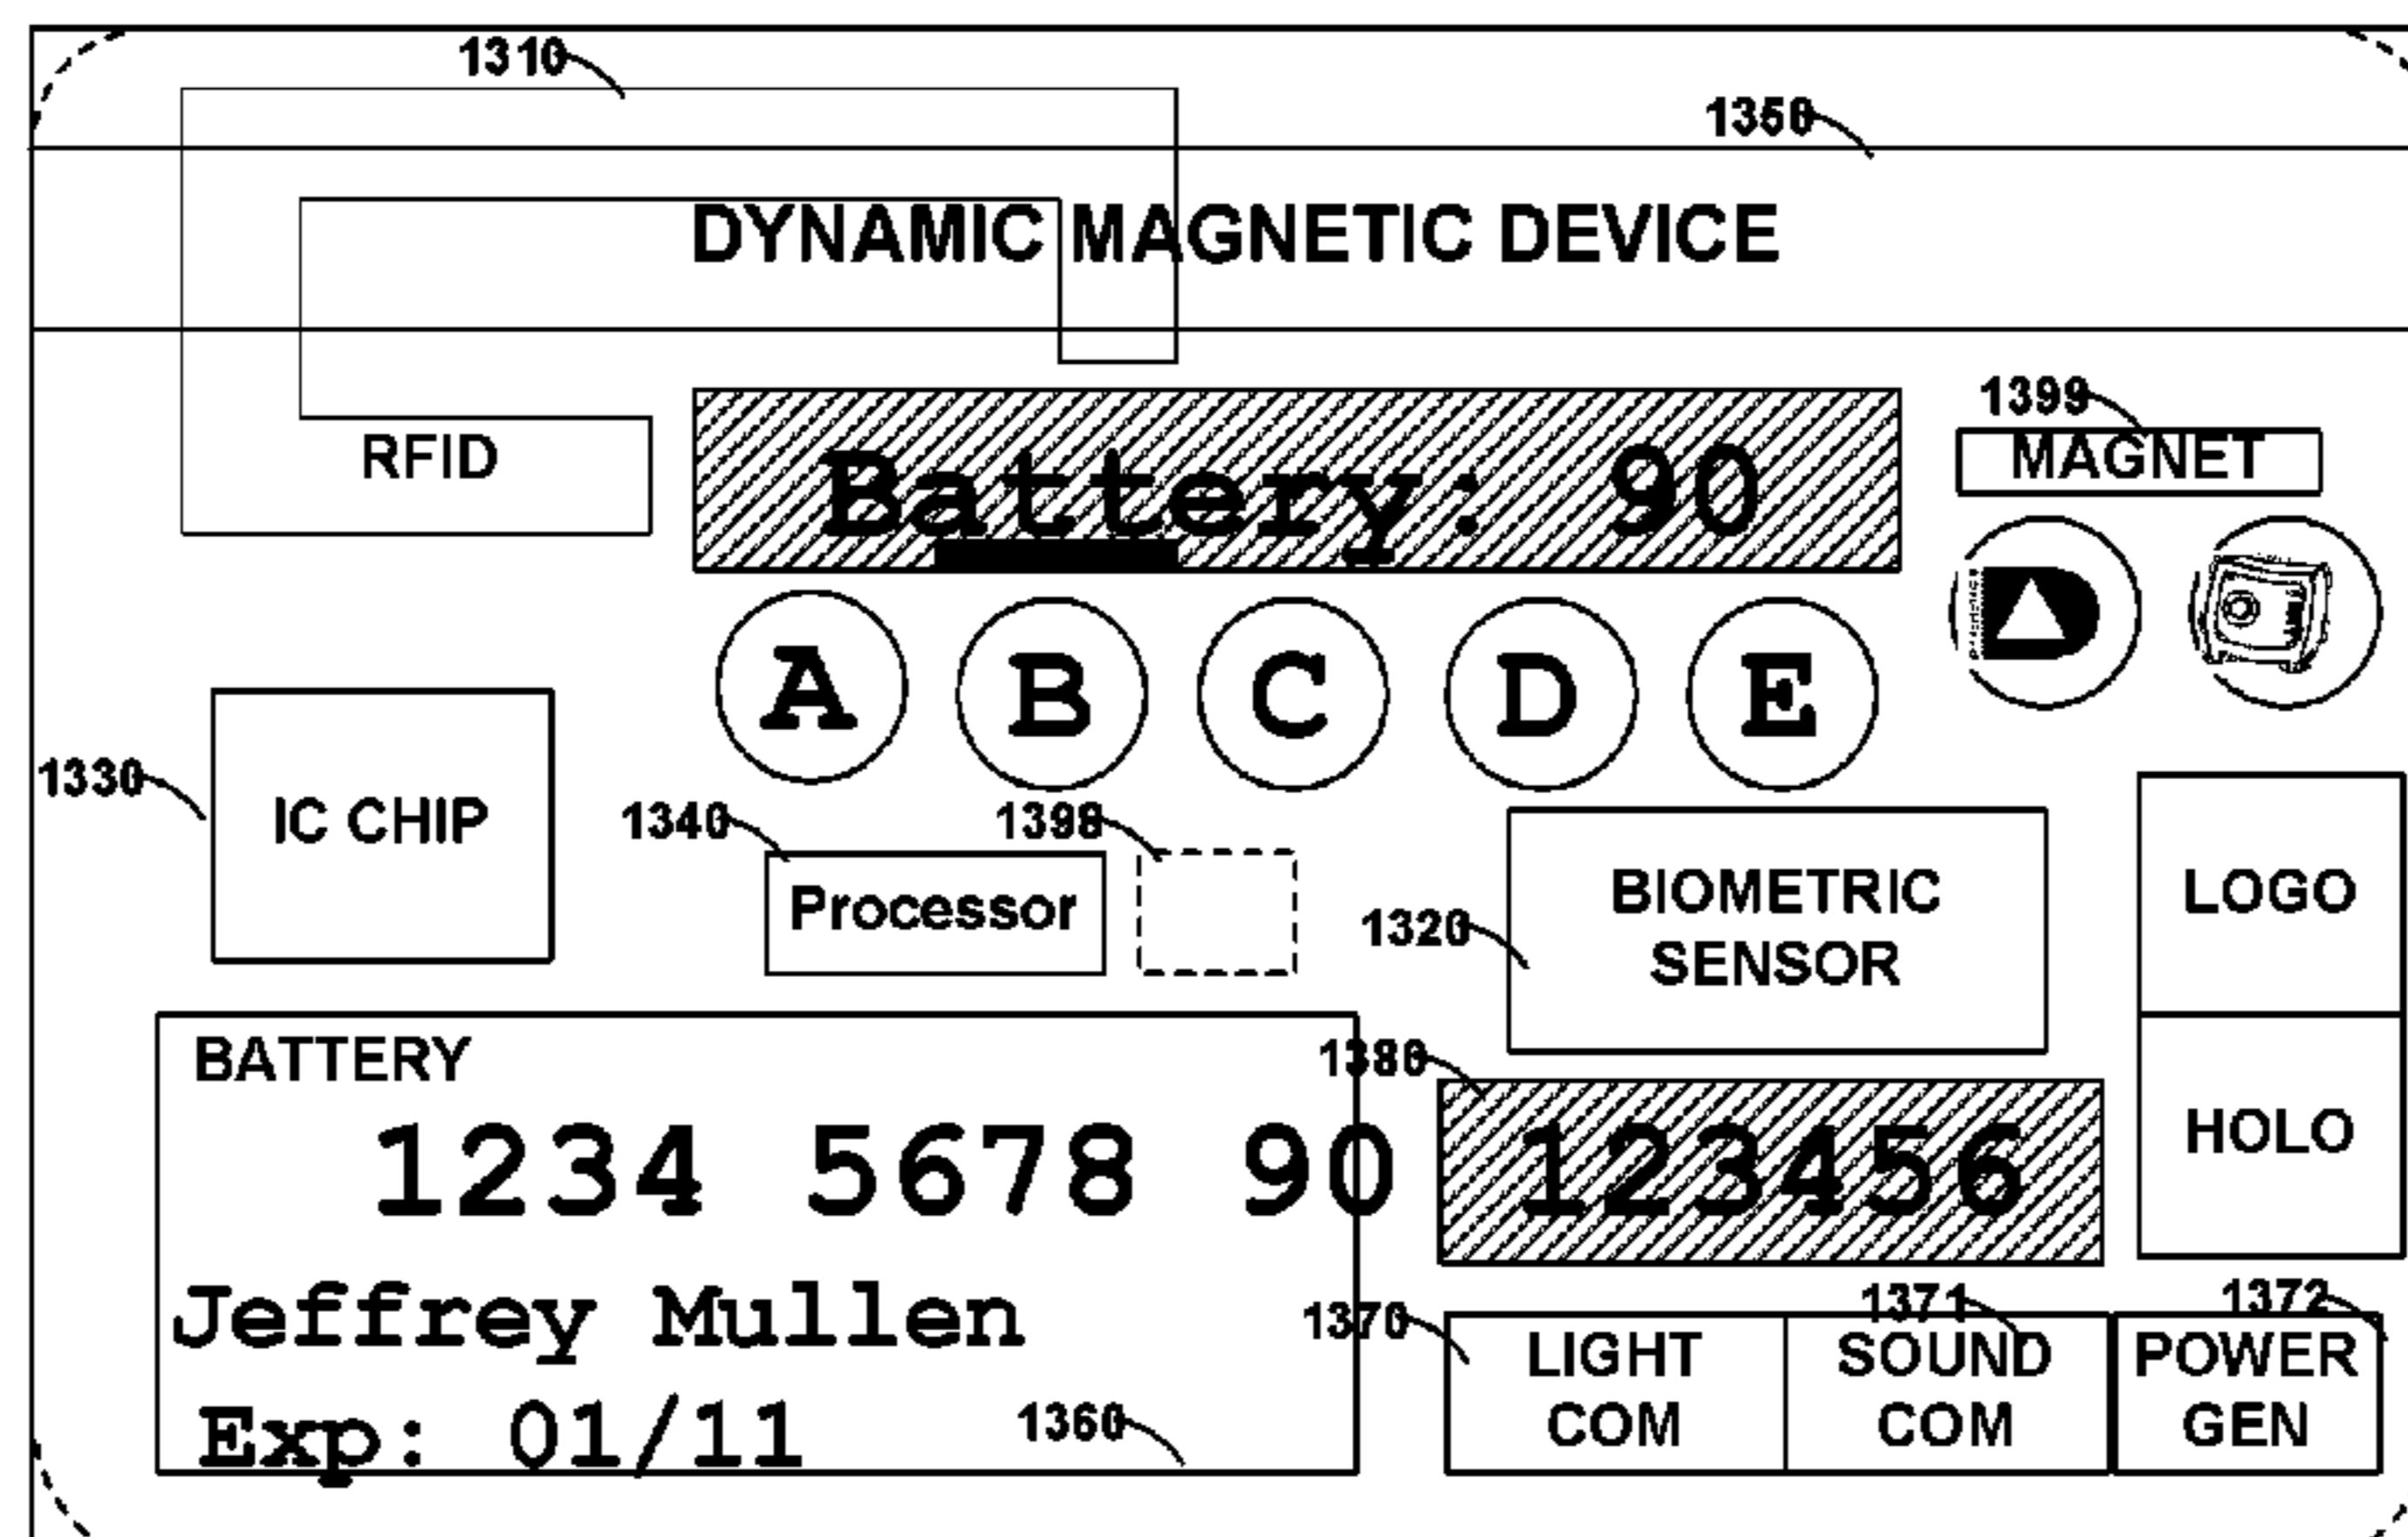 1310
1350
DYNAMIC MAGNETIC DEVICE
1399
RFID
Battery: 90
MAGNET
A B C D E
1330
IC CHIP
1340
1398
Processor
1320
BIOMETRIC
SENSOR
LOGO
BATTERY
1380
HOLO
1234 5678 90 123456
Jeffrey Mullen
1370
1371
1372
LIGHT
COM
SOUND
COM
POWER
GEN
Exp: 01/11
1360